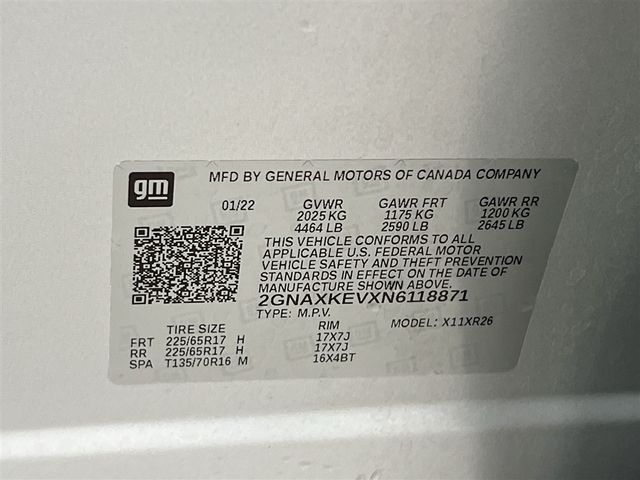 gm
MFD BY GENERAL MOTORS OF CANADA COMPANY
01/22 GVWR GAWR FRT GAWR RR
2025 KG 1175 KG 1200 KG
4464 LB 2590 LB 2645 LB
THIS VEHICLE CONFORMS TO ALL
APPLICABLE U.S. FEDERAL MOTOR
VEHICLE SAFETY AND THEFT PREVENTION
STANDARDS IN EFFECT ON THE DATE OF
MANUFACTURE SHOWN ABOVE.
2GNAXKEVXN6118871
TYPE: M.P.V. MODEL: X11XR26
TIRE SIZE RIM
FRT 225/65R17 H 17X7J
RR 225/65R17 H 17X7J
SPA T135/70R16 M 16X4BT